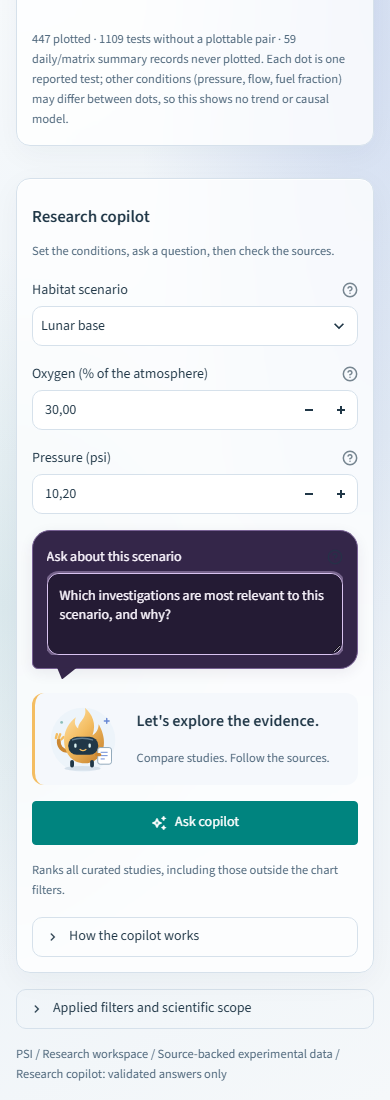 447 plotted · 1109 tests without a plottable pair · 59
daily/matrix summary records never plotted. Each dot is one
reported test; other conditions (pressure, flow, fuel fraction)
may differ between dots, so this shows no trend or causal
model.
Research copilot
Set the conditions, ask a question, then check the sources.
Habitat scenario
Lunar base
Oxygen (% of the atmosphere)
30,00
Pressure (psi)
10,20
Ask about this scenario
Which investigations are most relevant to this
scenario, and why?
Let's explore the evidence.
Compare studies. Follow the sources.
Ask copilot
Ranks all curated studies, including those outside the chart
filters.
How the copilot works
Applied filters and scientific scope
PSI / Research workspace / Source-backed experimental data /
Research copilot: validated answers only